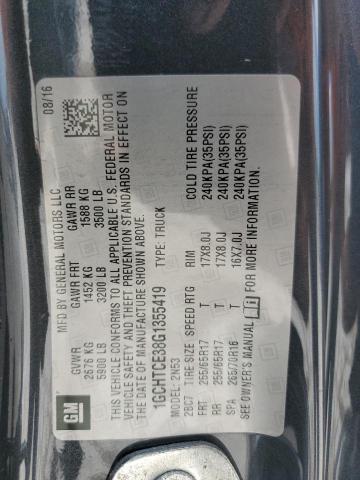 GM
MFD BY GENERAL MOTORS LLC
08/16
GVWR GAWR FRT GAWR RR
2676 KG 1452 KG 1588 KG
5900 LB 3200 LB 3500 LB
THIS VEHICLE CONFORMS TO ALL APPLICABLE U.S. FEDERAL MOTOR
VEHICLE SAFETY AND THEFT PREVENTION STANDARDS IN EFFECT ON
THE DATE OF MANUFACTURE SHOWN ABOVE.
1GCHTCE38G1355419 TYPE: TRUCK
MODEL: 2N53
2BC7 TIRE SIZE SPEED RTG RIM COLD TIRE PRESSURE
FRT 255/65R17 T 17X8.0J 240KPA(35PSI)
RR 255/65R17 T 17X8.0J 240KPA(35PSI)
SPA 265/70R16 T 16X7.0J 240KPA(35PSI)
SEE OWNER'S MANUAL FOR MORE INFORMATION.